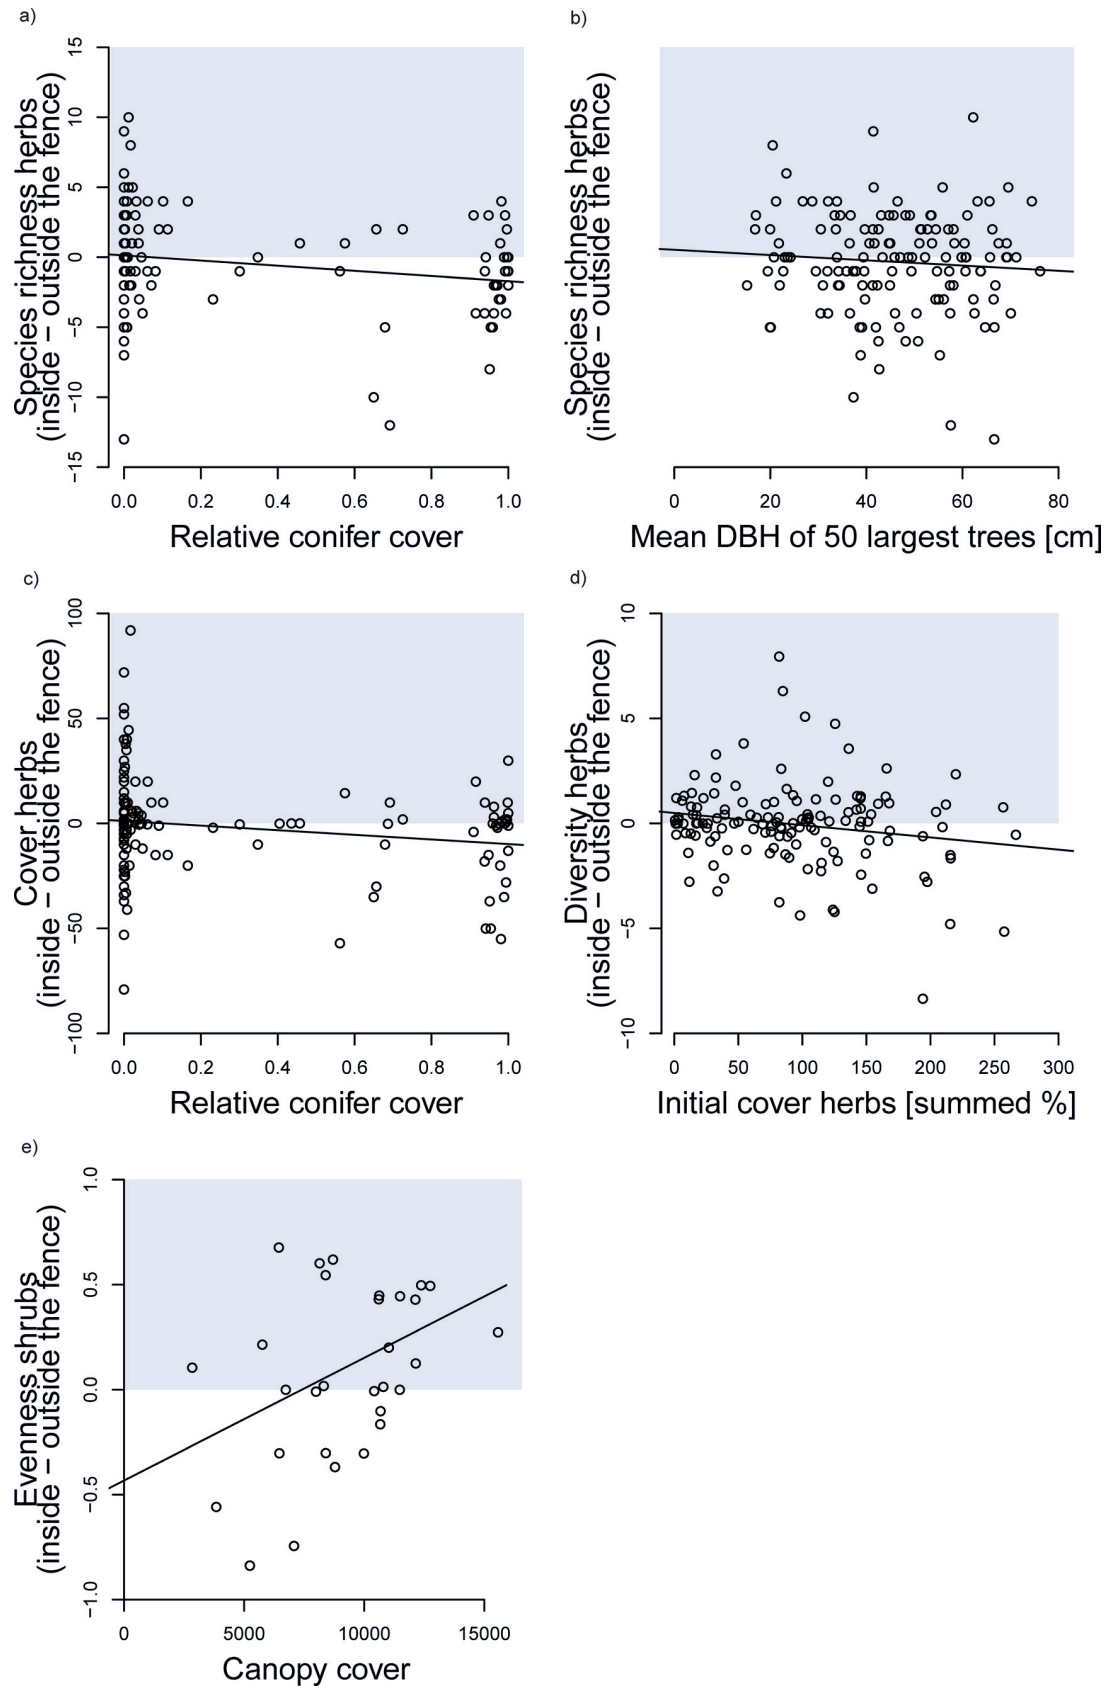 a)
Species richness herbs
(inside − outside the fence)
15
10
5
0
−5
−10
−15
0.0 0.2 0.4 0.6 0.8 1.0
Relative conifer cover
b)
Species richness herbs
(inside − outside the fence)
0 20 40 60 80
Mean DBH of 50 largest trees [cm]
c)
Cover herbs
(inside − outside the fence)
100
50
0
−50
−100
0.0 0.2 0.4 0.6 0.8 1.0
Relative conifer cover
d)
Diversity herbs
(inside − outside the fence)
10
5
0
−5
−10
0 50 100 150 200 250 300
Initial cover herbs [summed %]
e)
Evenness shrubs
(inside − outside the fence)
1.0
0.5
0.0
−0.5
−1.0
0 5000 10000 15000
Canopy cover